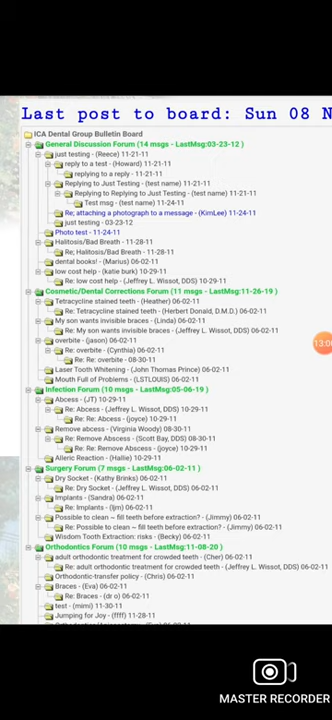 Last post to board: Sun 08 N
ICA Dental Group Bulletin Board
General Discussion Forum (14 msgs - LastMsg:03-23-12 )
just testing - (Reece) 11-21-11
reply to a test - (Howard) 11-21-11
replying to a reply - 11-21-11
Replying to Just Testing - (test name) 11-21-11
Replying to Replying to Just Testing - (test name) 11-21-11
Test msg - (test name) 11-24-11
Re; attaching a photograph to a message - (KimLee) 11-24-11
just testing - 03-23-12
Photo test - 11-24-11
Halitosis/Bad Breath - 11-28-11
Re; Halitosis/Bad Breath - 11-28-11
dental books! - (Marius) 06-02-11
low cost help - (katie burk) 10-29-11
Re: low cost help - (Jeffrey L. Wissot, DDS) 10-29-11
Cosmetic/Dental Corrections Forum (11 msgs - LastMsg:11-26-19 )
Tetracycline stained teeth - (Heather) 06-02-11
Re: Tetracycline stained teeth - (Herbert Donald, D.M.D.) 06-02-11
My son wants invisible braces - (Linda) 06-02-11
Re: My son wants invisible braces - (Jeffrey L. Wissot, DDS) 06-02-11
overbite - (jason) 06-02-11
Re: overbite - (Cynthia) 06-02-11
Re: Re: overbite - 08-30-11
Laser Tooth Whitening - (John Thomas Prince) 06-02-11
Mouth Full of Problems - (LSTLOUIS) 06-02-11
13:0
Infection Forum (10 msgs - LastMsg:05-06-19 )
Abcess - (JT) 10-29-11
Re: Abcess - (Jeffrey L. Wissot, DDS) 10-29-11
Re: Re: Abcess - (joyce) 10-29-11
Remove abcess - (Virginia Woody) 08-30-11
Re: Remove Abscess - (Scott Bay, DDS) 08-30-11
Re: Re: Remove Abscess - (joyce) 10-29-11
Alleric Reaction - (Hallie) 10-29-11
Surgery Forum (7 msgs - LastMsg:06-02-11 )
Dry Socket - (Kathy Brinks) 06-02-11
Re: Dry Socket - (Jeffrey L. Wissot, DDS) 06-02-11
Implants - (Sandra) 06-02-11
Re: Implants - (ljm) 06-02-11
Possible to clean ~ fill teeth before extraction? - (Jimmy) 06-02-11
Re: Possible to clean ~ fill teeth before extraction? - (Jimmy) 06-02-11
Wisdom Tooth Extraction: risks - (Becky) 06-02-11
Orthodontics Forum (10 msgs - LastMsg:11-08-20 )
adult orthodontic treatment for crowded teeth - (Cher) 06-02-11
Re: adult orthodontic treatment for crowded teeth - (Jeffrey L. Wissot, DDS) 06-02-11
Orthodontic-transfer policy - (Chris) 06-02-11
Braces - (Eva) 06-02-11
Re: Braces - (dr o) 06-02-11
test - (mimi) 11-30-11
Jumping for Joy - (ffff) 11-28-11
MASTER RECORDER